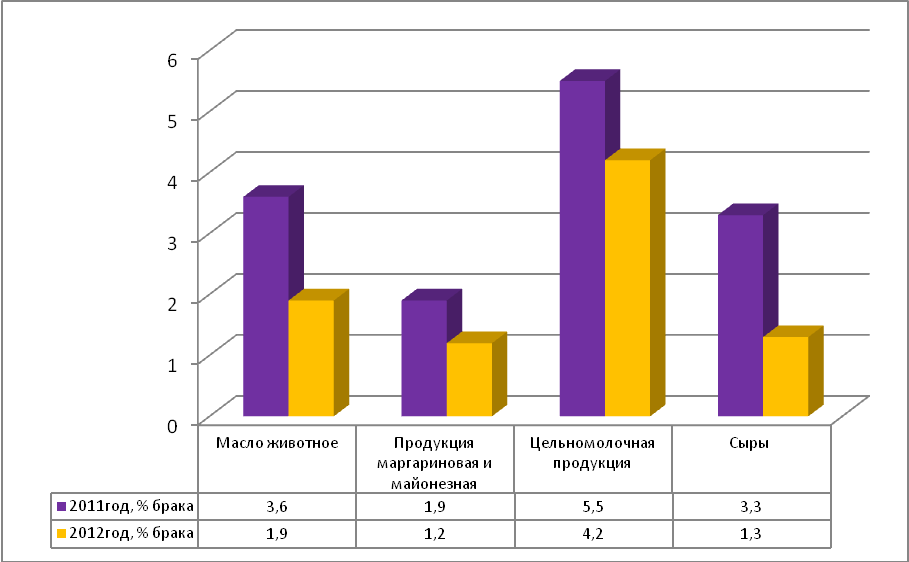 6
5
4
3
2
1
0
Масло животное
Продукция
маргариновая и
майонезная
Цельномолочная
продукция
Сыры
2011год, % брака 3,6 1,9 5,5 3,3
2012год, % брака 1,9 1,2 4,2 1,3